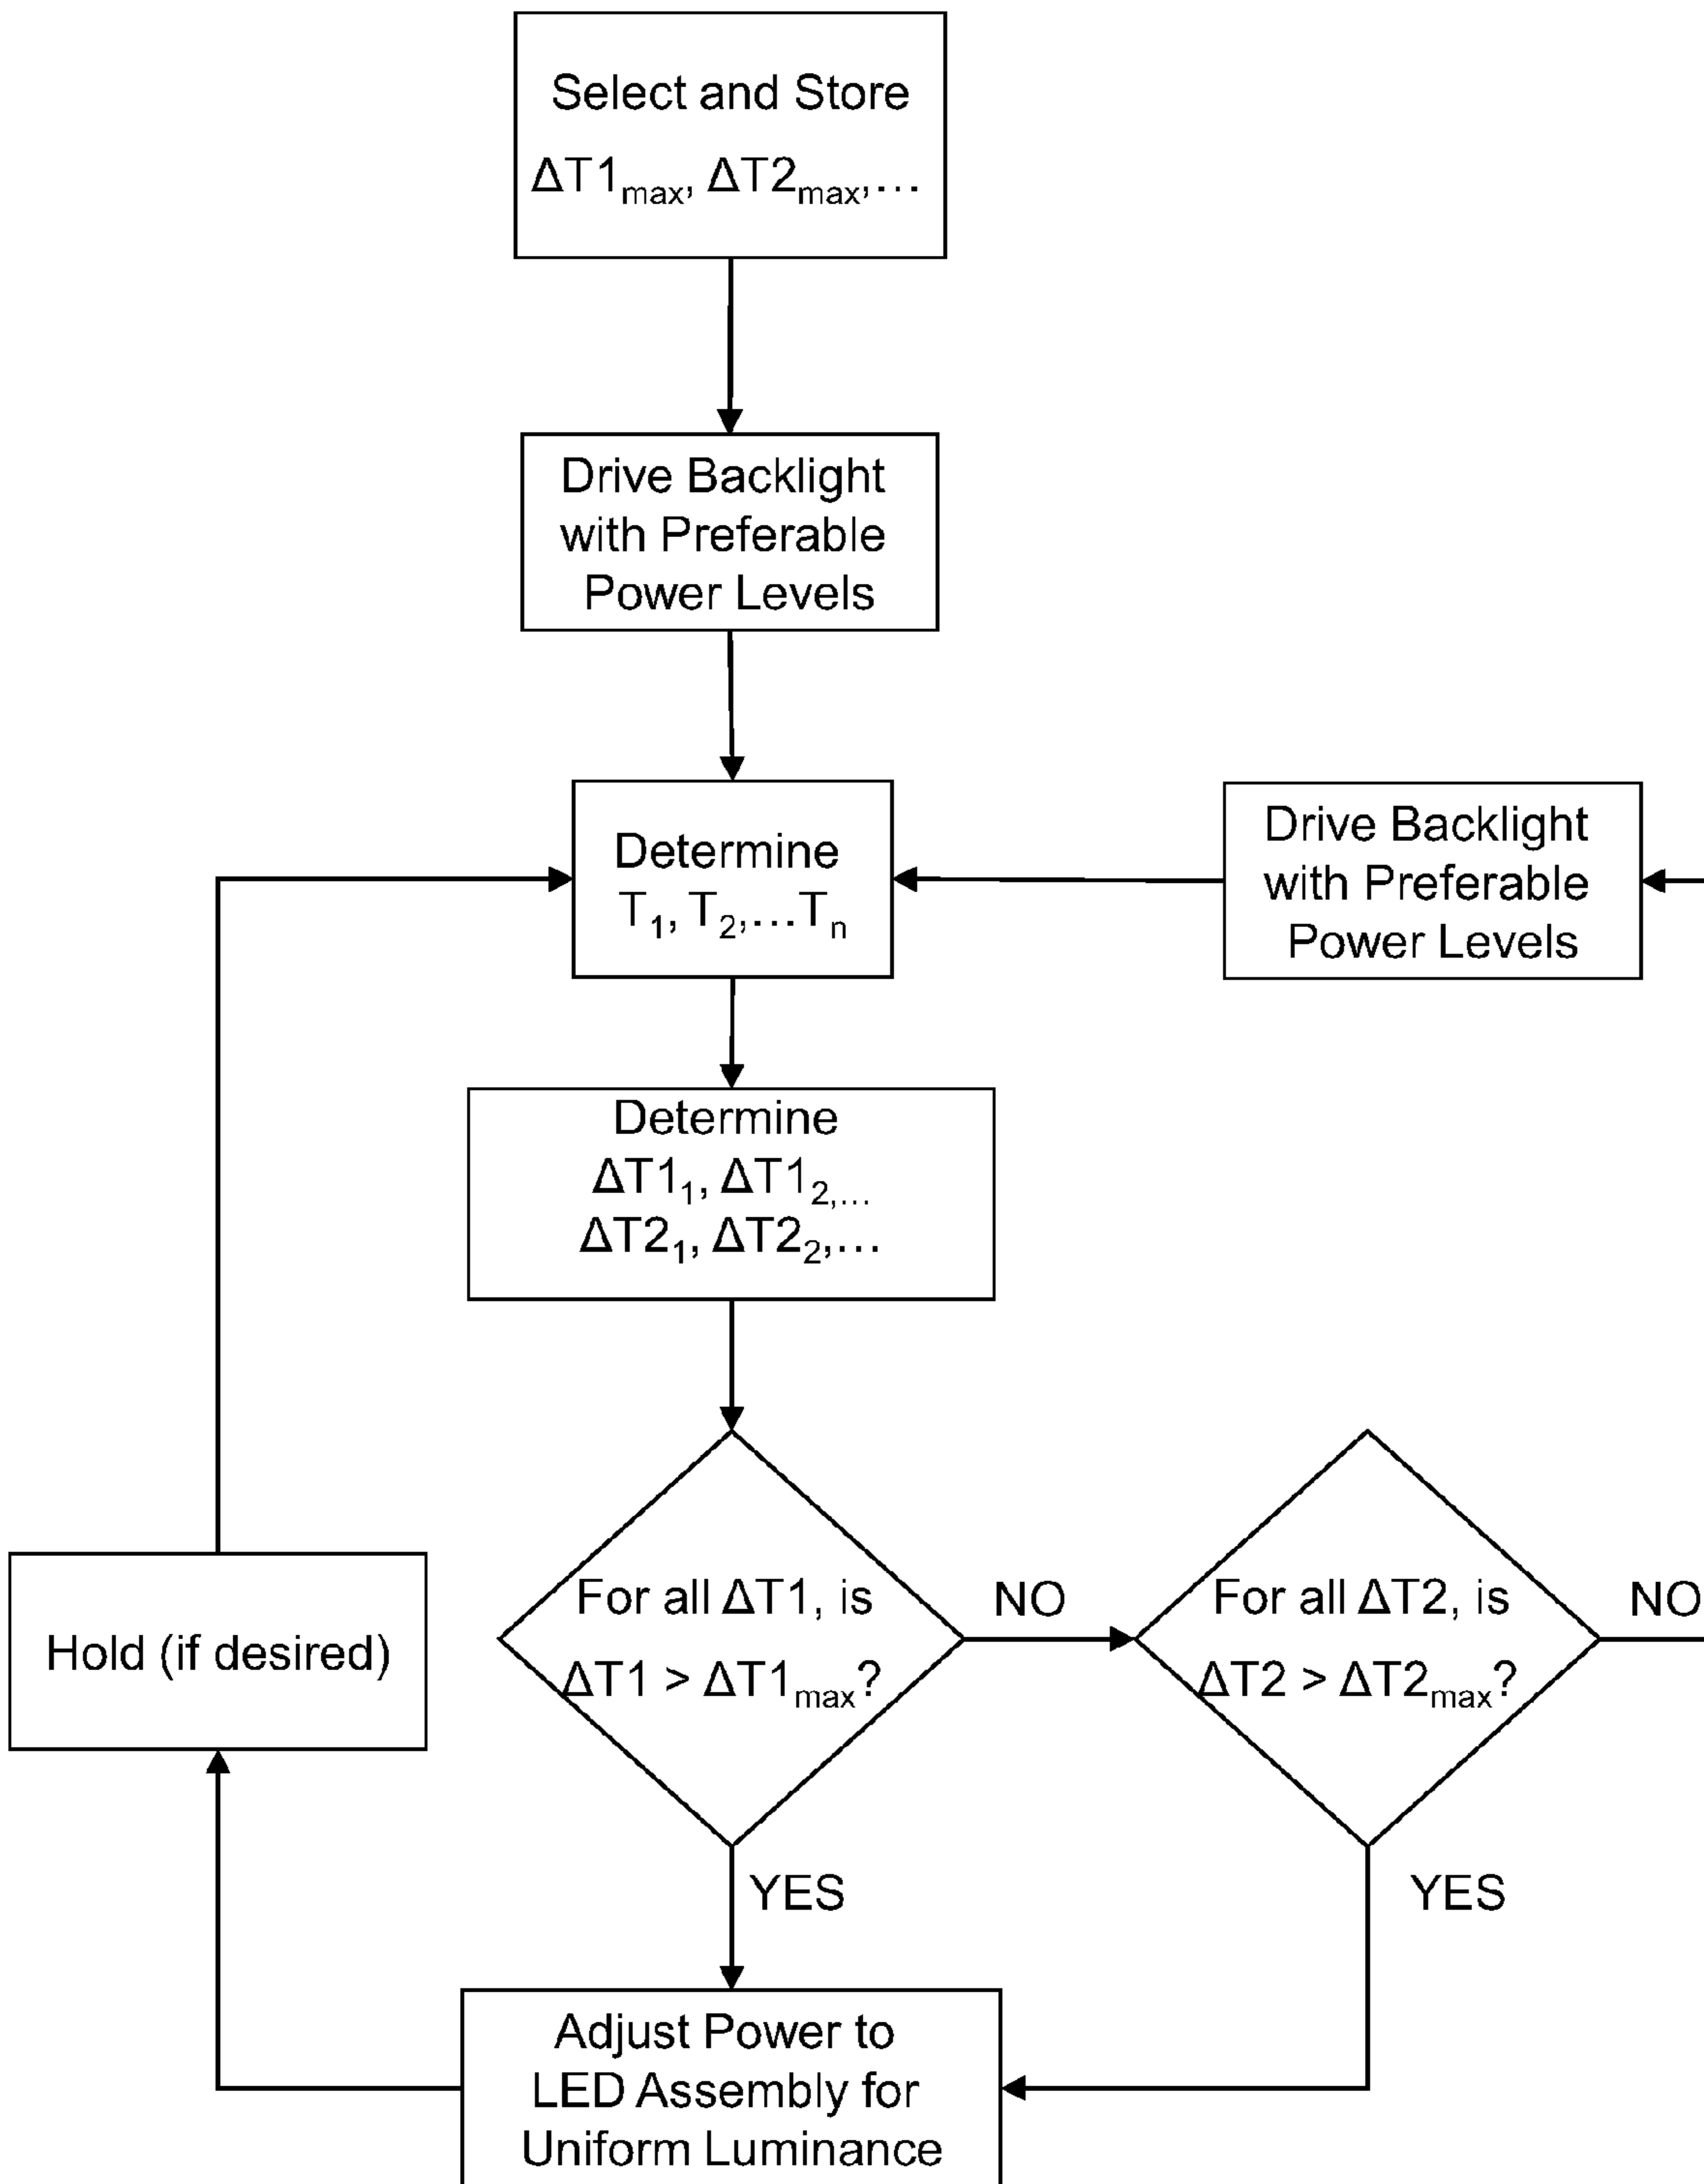 Select and Store
ΔT1max, ΔT2max,…
Drive Backlight
with Preferable
Power Levels
Determine
T1, T2,…Tn
Drive Backlight
with Preferable
Power Levels
Determine
ΔT11, ΔT12,…
ΔT21, ΔT22,…
For all ΔT1, is
ΔT1 > ΔT1max?
NO
For all ΔT2, is
ΔT2 > ΔT2max?
NO
Hold (if desired)
YES
YES
Adjust Power to
LED Assembly for
Uniform Luminance